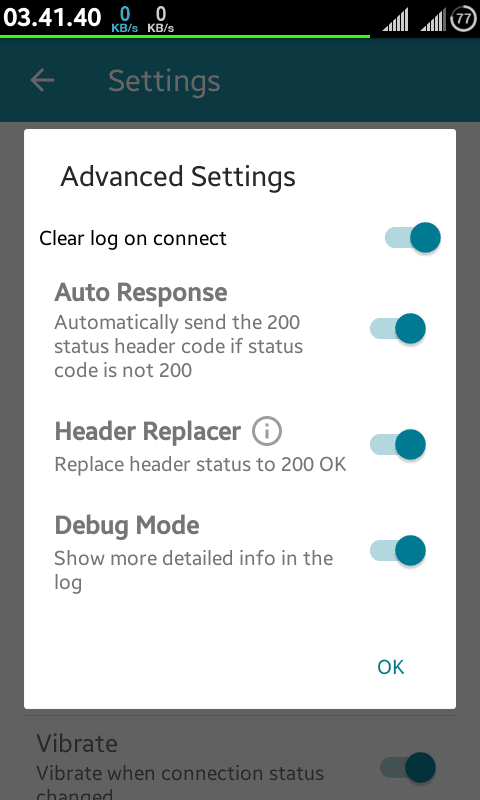 03.41.40 0 KB/s 0 KB/s 77
Settings
Advanced Settings
Clear log on connect
Auto Response
Automatically send the 200
status header code if status
code is not 200
Header Replacer
Replace header status to 200 OK
Debug Mode
Show more detailed info in the
log
OK
Vibrate
Vibrate when connection status
changed